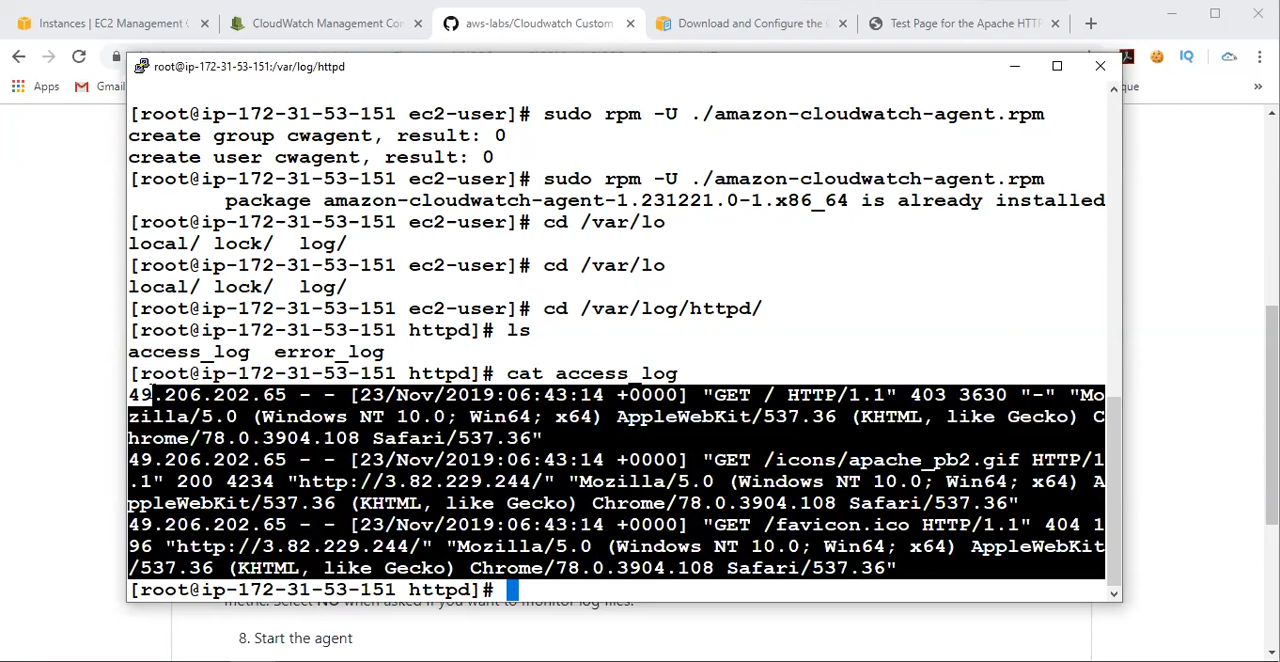 Instances | EC2 Management
CloudWatch Management Con
aws-labs/Cloudwatch Custom
Download and Configure the
Test Page for the Apache HTTP
Apps
Gmail
root@ip-172-31-53-151:/var/log/httpd
IQ
que
[root@ip-172-31-53-151 ec2-user]# sudo rpm -U ./amazon-cloudwatch-agent.rpm
create group cwagent, result: 0
create user cwagent, result: 0
[root@ip-172-31-53-151 ec2-user]# sudo rpm -U ./amazon-cloudwatch-agent.rpm
package amazon-cloudwatch-agent-1.231221.0-1.x86_64 is already installed
[root@ip-172-31-53-151 ec2-user]# cd /var/lo
local/ lock/  log/
[root@ip-172-31-53-151 ec2-user]# cd /var/lo
local/ lock/  log/
[root@ip-172-31-53-151 ec2-user]# cd /var/log/httpd/
[root@ip-172-31-53-151 httpd]# ls
access_log  error_log
[root@ip-172-31-53-151 httpd]# cat access_log
49.206.202.65 - - [23/Nov/2019:06:43:14 +0000] "GET / HTTP/1.1" 403 3630 "-" "Mo
zilla/5.0 (Windows NT 10.0; Win64; x64) AppleWebKit/537.36 (KHTML, like Gecko) C
hrome/78.0.3904.108 Safari/537.36"
49.206.202.65 - - [23/Nov/2019:06:43:14 +0000] "GET /icons/apache_pb2.gif HTTP/1
.1" 200 4234 "http://3.82.229.244/" "Mozilla/5.0 (Windows NT 10.0; Win64; x64) A
ppleWebKit/537.36 (KHTML, like Gecko) Chrome/78.0.3904.108 Safari/537.36"
49.206.202.65 - - [23/Nov/2019:06:43:14 +0000] "GET /favicon.ico HTTP/1.1" 404 1
96 "http://3.82.229.244/" "Mozilla/5.0 (Windows NT 10.0; Win64; x64) AppleWebKit
/537.36 (KHTML, like Gecko) Chrome/78.0.3904.108 Safari/537.36"
[root@ip-172-31-53-151 httpd]#
metric. Select NO when asked if you want to monitor log files.
8. Start the agent